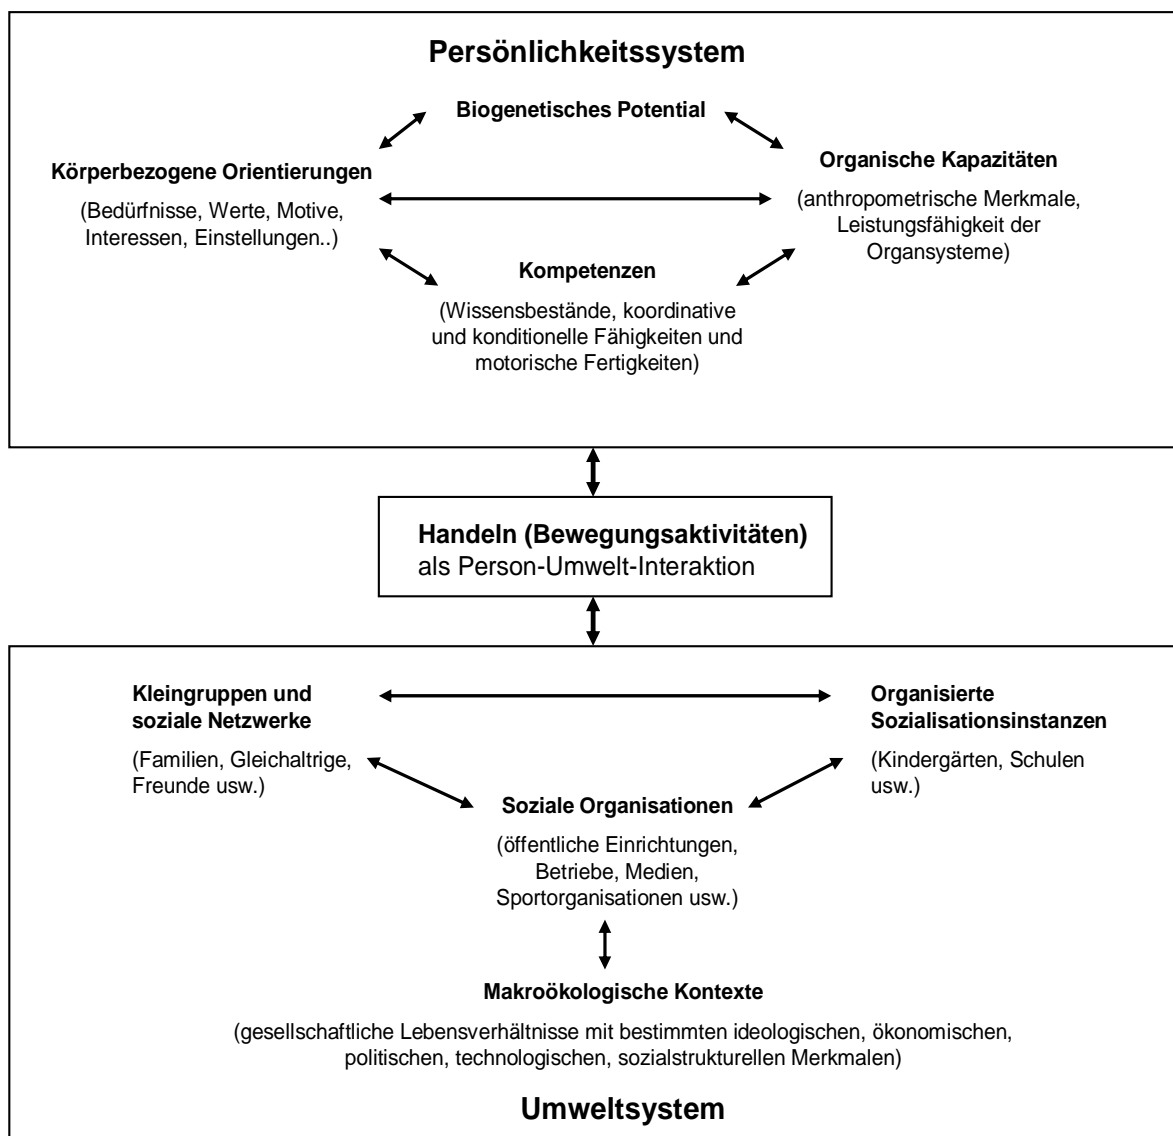 Persönlichkeitssystem
Biogenetisches Potential
Körperbezogene Orientierungen
(Bedürfnisse, Werte, Motive,
Interessen, Einstellungen..)
Organische Kapazitäten
(anthropometrische Merkmale,
Leistungsfähigkeit der
Organsysteme)
Kompetenzen
(Wissensbestände, koordinative
und konditionelle Fähigkeiten und
motorische Fertigkeiten)
Handeln (Bewegungsaktivitäten)
als Person-Umwelt-Interaktion
Kleingruppen und
soziale Netzwerke
(Familien, Gleichaltrige,
Freunde usw.)
Organisierte
Sozialisationsinstanzen
(Kindergärten, Schulen
usw.)
Soziale Organisationen
(öffentliche Einrichtungen,
Betriebe, Medien,
Sportorganisationen usw.)
Makroökologische Kontexte
(gesellschaftliche Lebensverhältnisse mit bestimmten ideologischen, ökonomischen,
politischen, technologischen, sozialstrukturellen Merkmalen)
Umweltsystem